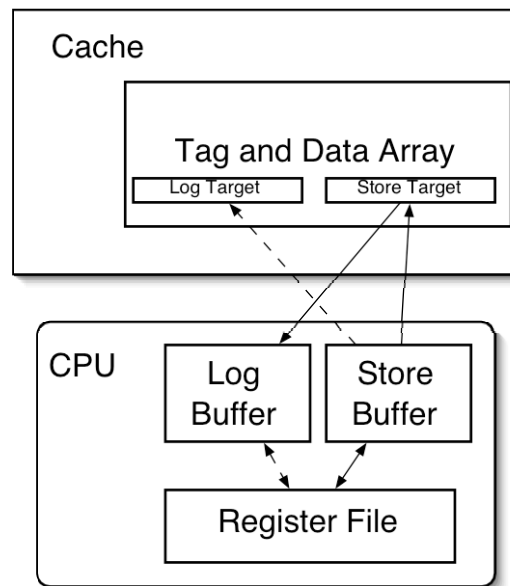 Cache
Tag and Data Array
Log Target
Store Target
CPU
Log
Buffer
Store
Buffer
Register File